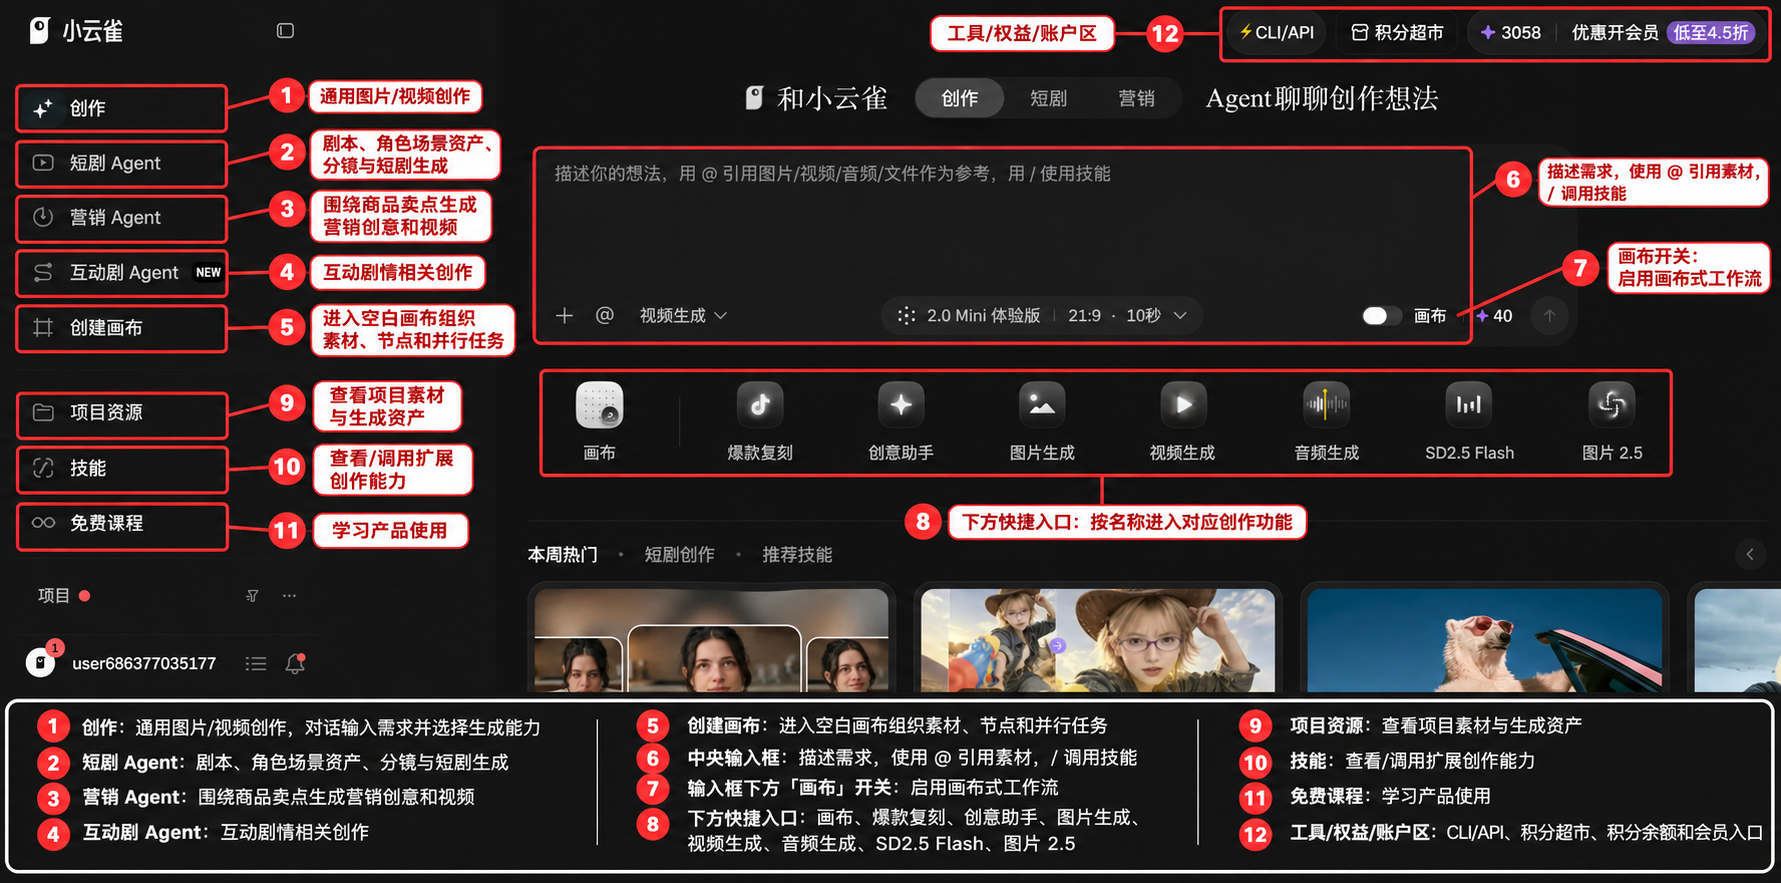 小云雀
工具/权益/账户区
12
CLI/API
积分超市
3058
优惠开会员
低至4.5折
创作
1
通用图片/视频创作
和小云雀
创作
短剧
营销
Agent聊聊创作想法
短剧 Agent
2
剧本、角色场景资产、
分镜与短剧生成
营销 Agent
3
围绕商品卖点生成
营销创意和视频
互动剧 Agent
NEW
4
互动剧情相关创作
创建画布
5
进入空白画布组织
素材、节点和并行任务
描述你的想法，用 @ 引用图片/视频/音频/文件作为参考，用 / 使用技能
6
描述需求，使用 @ 引用素材，
/ 调用技能
7
画布开关：
启用画布式工作流
@
视频生成
2.0 Mini 体验版
21:9 · 10秒
画布
40
项目资源
9
查看项目素材
与生成资产
技能
10
查看/调用扩展
创作能力
免费课程
11
学习产品使用
画布
爆款复刻
创意助手
图片生成
视频生成
音频生成
SD2.5 Flash
图片 2.5
8
下方快捷入口：按名称进入对应创作功能
本周热门 • 短剧创作 • 推荐技能
项目
1
user686377035177
1 创作：通用图片/视频创作，对话输入需求并选择生成能力
2 短剧 Agent：剧本、角色场景资产、分镜与短剧生成
3 营销 Agent：围绕商品卖点生成营销创意和视频
4 互动剧 Agent：互动剧情相关创作
5 创建画布：进入空白画布组织素材、节点和并行任务
6 中央输入框：描述需求，使用 @ 引用素材，/ 调用技能
7 输入框下方「画布」开关：启用画布式工作流
8 下方快捷入口：画布、爆款复刻、创意助手、图片生成、
视频生成、音频生成、SD2.5 Flash、图片 2.5
9 项目资源：查看项目素材与生成资产
10 技能：查看/调用扩展创作能力
11 免费课程：学习产品使用
12 工具/权益/账户区：CLI/API、积分超市、积分余额和会员入口